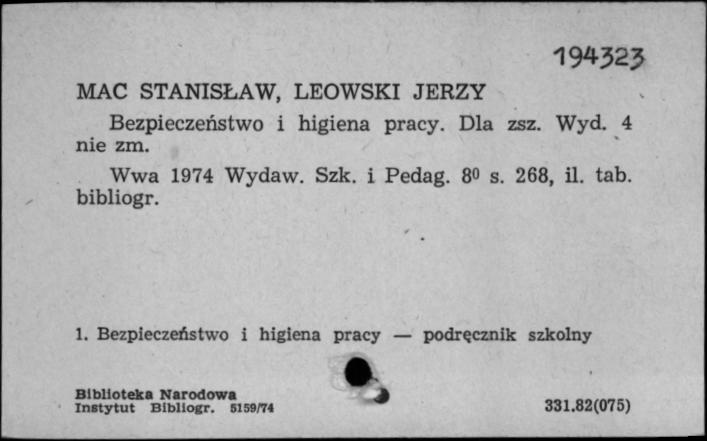 194323
MAC STANISŁAW, LEOWSKI JERZY
Bezpieczeństwo i higiena pracy. Dla zsz. Wyd. 4
nie zm.
Wwa 1974 Wydaw. Szk. i Pedag. 8⁰ s. 268, il. tab.
bibliogr.
1. Bezpieczeństwo i higiena pracy — podręcznik szkolny
Biblioteka Narodowa
Instytut Bibliogr. 5159/74
331.82(075)